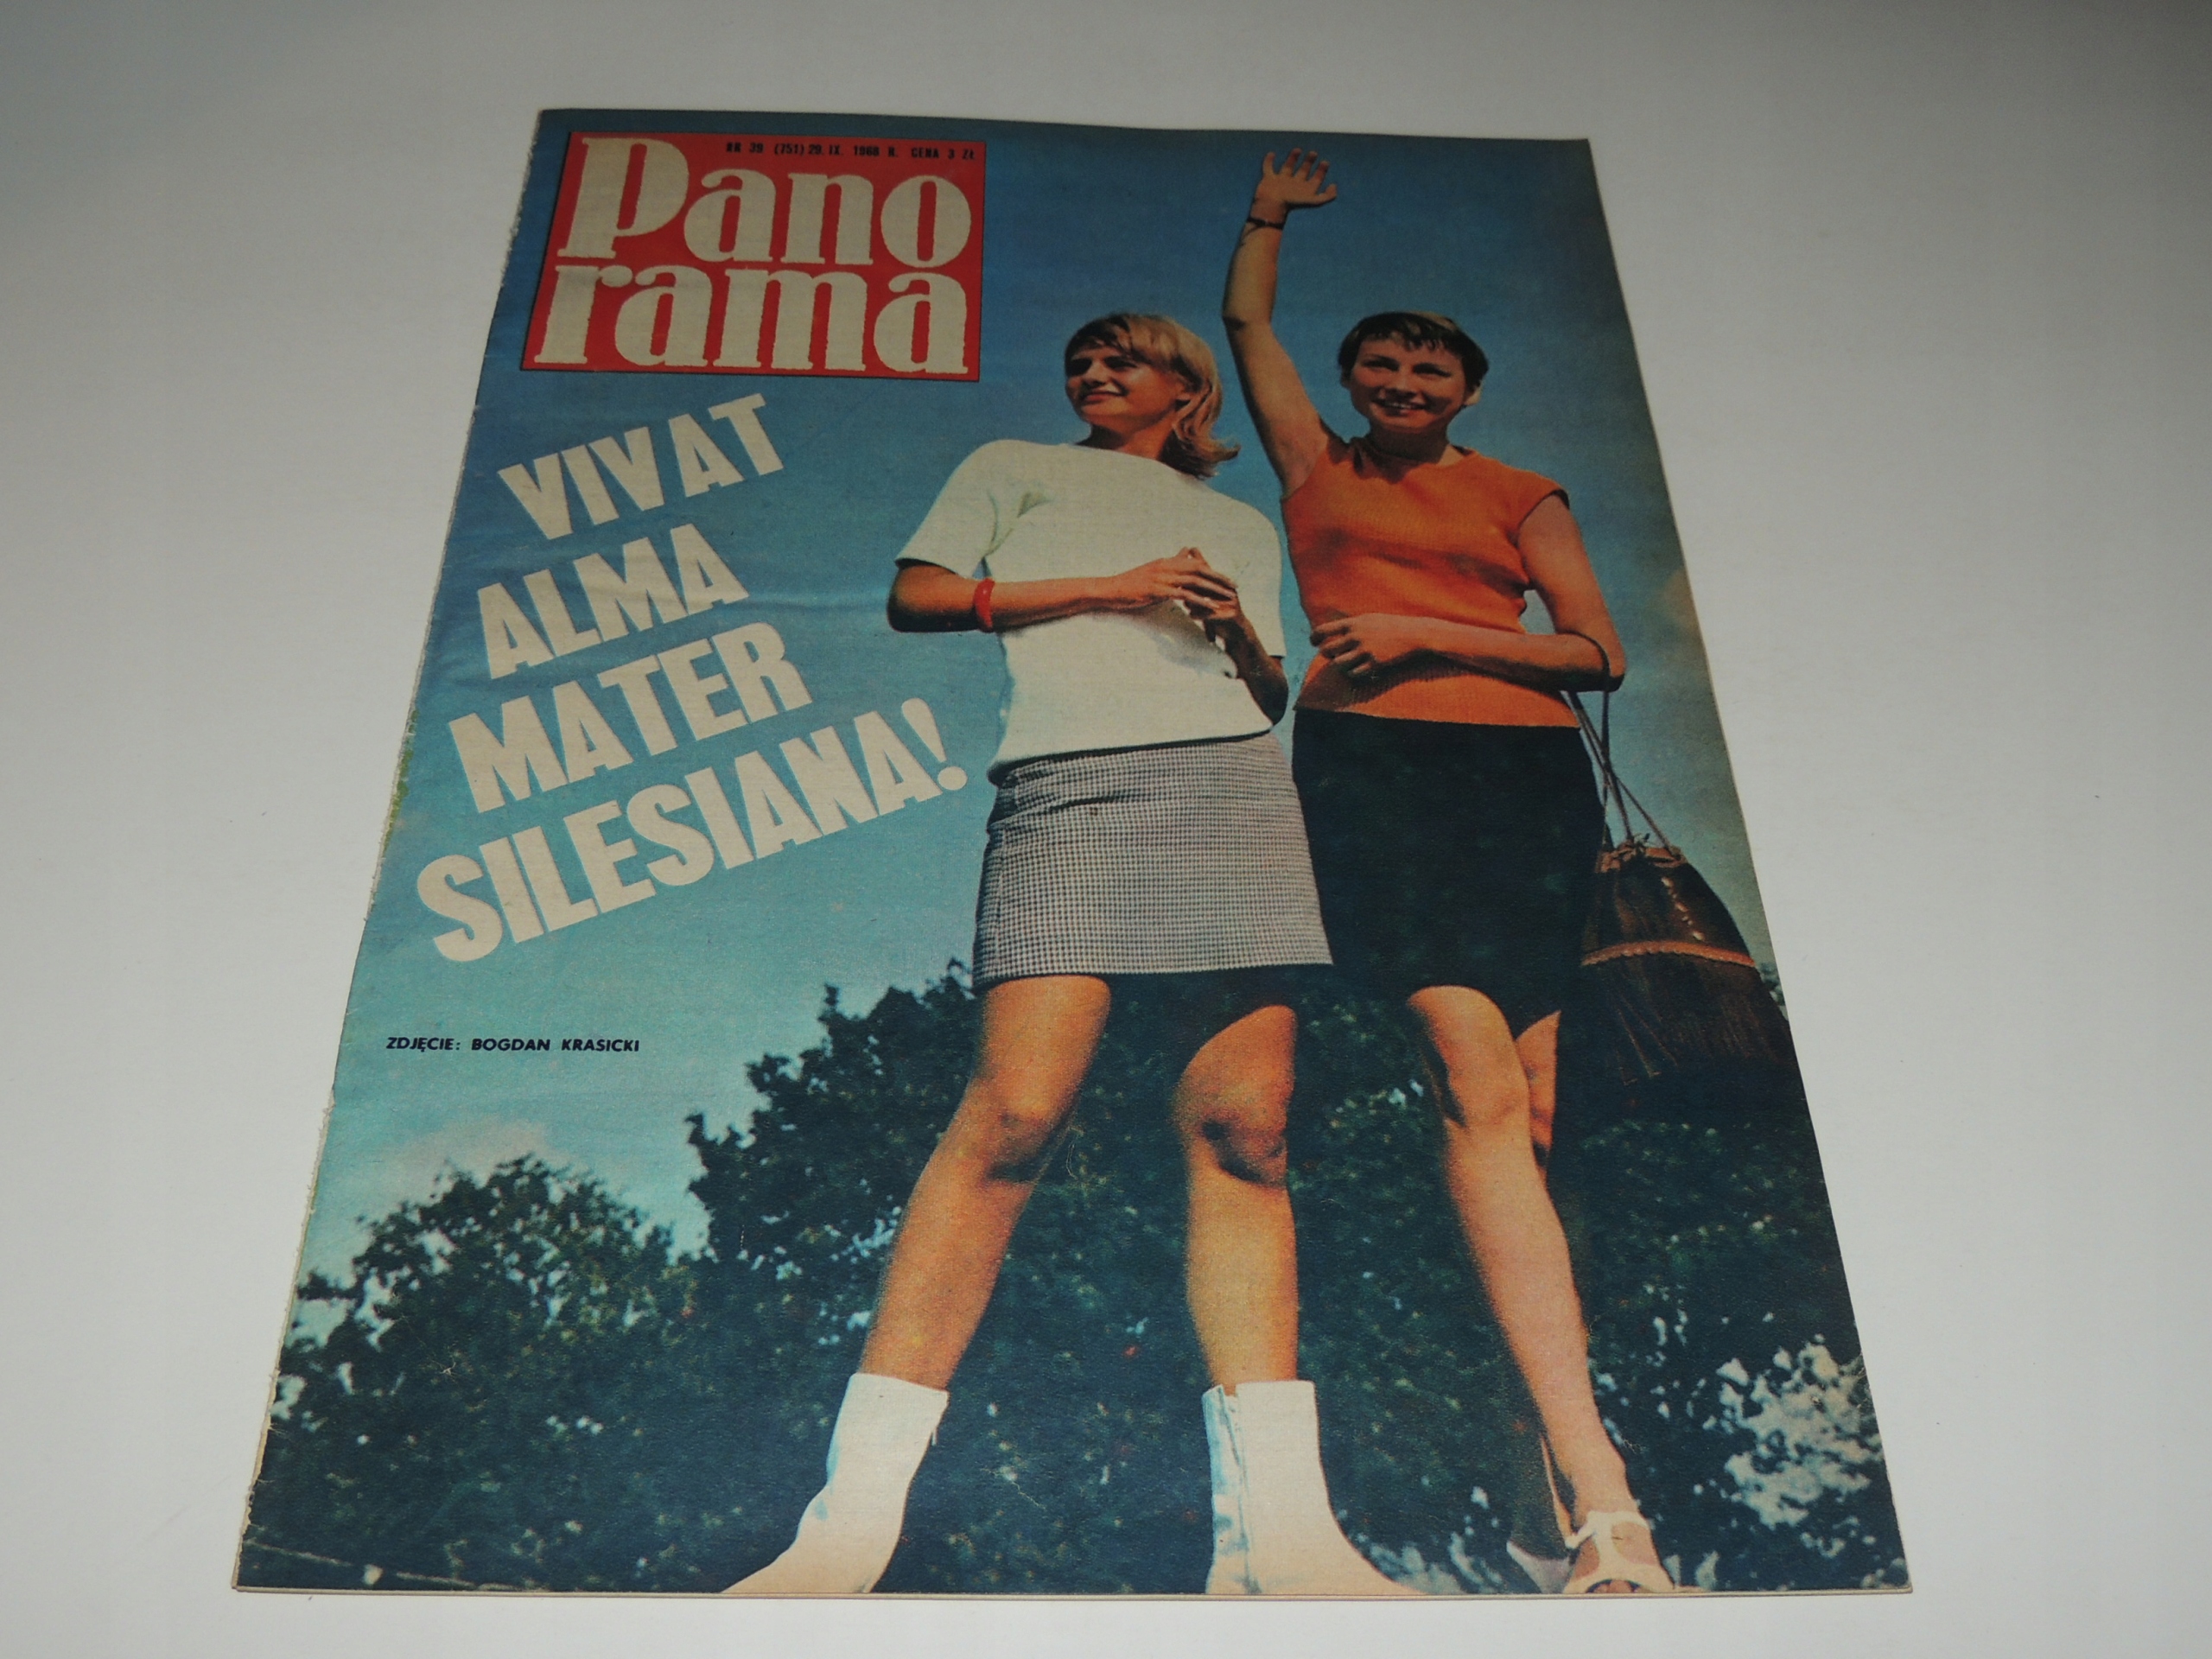 NR 39 (751) 29. IX. 1968 R. CENA 3 ZŁ
Pano
rama
VIVAT
ALMA
MATER
SILESIANA!
ZDJĘCIE: BOGDAN KRASICKI